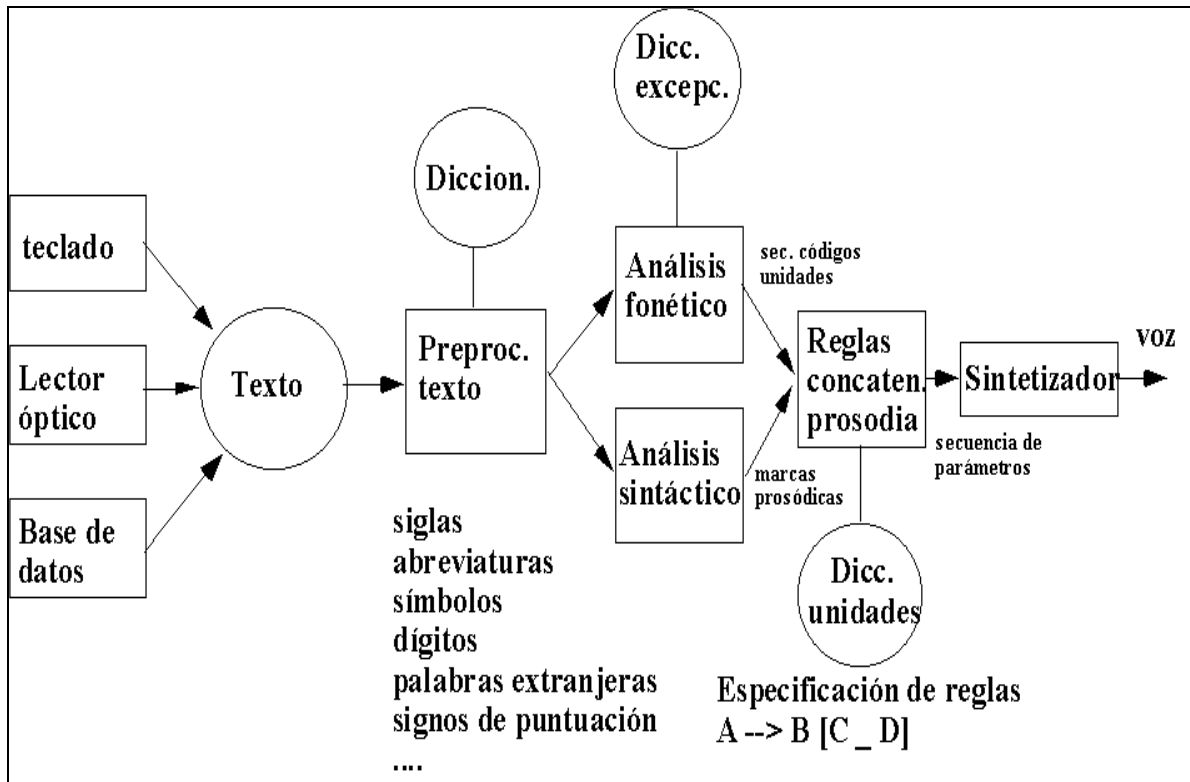 Dicc.
excepc.
Diccion.
teclado
Lector
óptico
Base de
datos
Texto
Preproc.
texto
Análisis
fonético
sec. códigos
unidades
Análisis
sintáctico
marcas
prosódicas
Reglas
concaten.
prosodia
secuencia de
parámetros
Sintetizador
voz
Dicc.
unidades
siglas
abreviaturas
símbolos
dígitos
palabras extranjeras
signos de puntuación
....
Especificación de reglas
A --> B [C _ D]